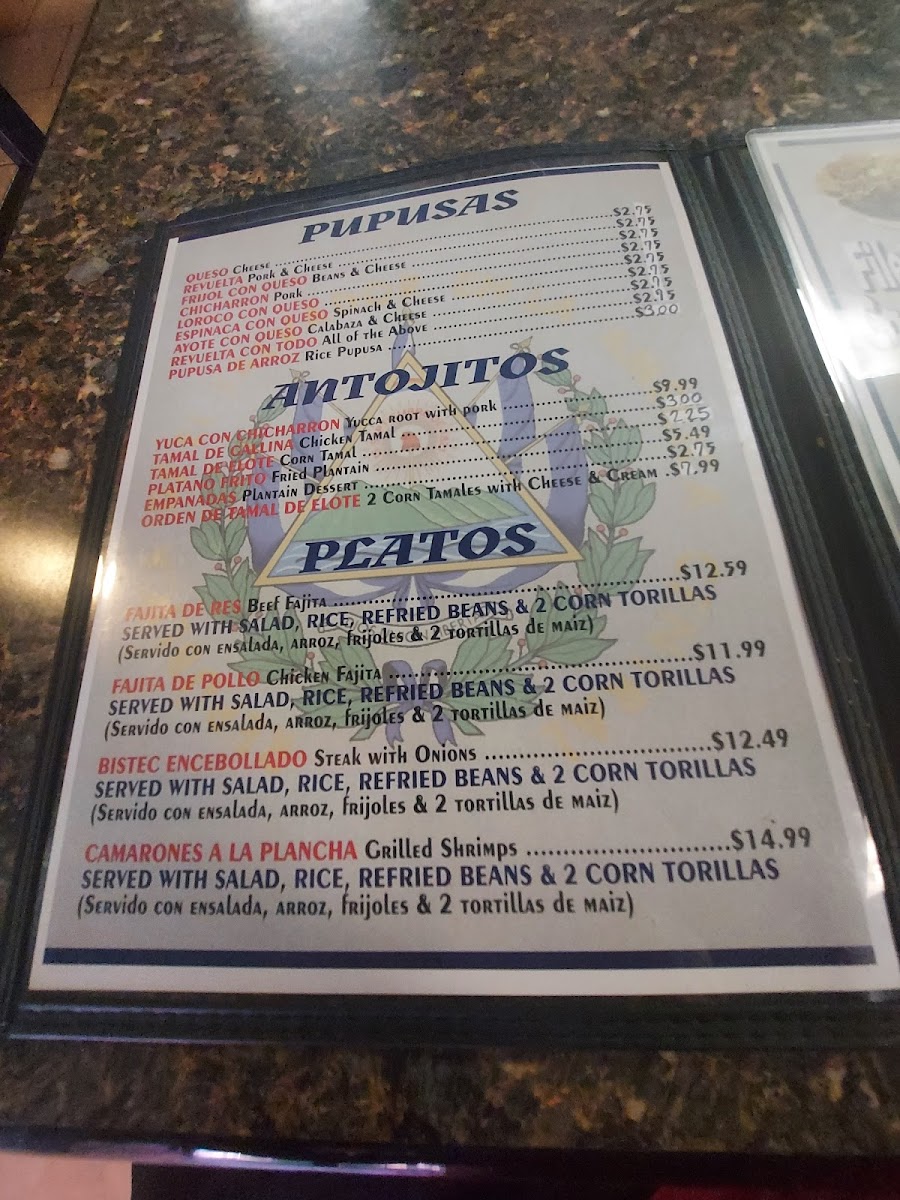 PUPUSAS
QUESO Cheese ........ $2.75
REVUELTA Pork & Cheese ........ $2.75
FRIJOL CON QUESO Beans & Cheese ........ $2.75
CHICHARRON Pork ........ $2.75
LOROCO CON QUESO ........ $2.75
ESPINACA CON QUESO Spinach & Cheese ........ $2.75
AYOTE CON QUESO Calabaza & Cheese ........ $2.75
REVUELTA CON TODO All of the Above ........ $2.95
PUPUSA DE ARROZ Rice Pupusa ........ $3.00
ANTOJITOS
YUCA CON CHICHARRON Yucca root with pork ........ $9.99
TAMAL DE GALLINA Chicken Tamal ........ $3.00
TAMAL DE ELOTE Corn Tamal ........ $2.25
PLATANO FRITO Fried Plantain ........ $5.49
EMPANADAS Plantain Dessert ........ $2.75
ORDEN DE TAMAL DE ELOTE 2 Corn Tamales with Cheese & Cream .$7.99
PLATOS
FAJITA DE RES Beef Fajita ........ $12.59
SERVED WITH SALAD, RICE, REFRIED BEANS & 2 CORN TORILLAS
(Servido con ensalada, arroz, frijoles & 2 tortillas de maiz)
FAJITA DE POLLO Chicken Fajita ........ $11.99
SERVED WITH SALAD, RICE, REFRIED BEANS & 2 CORN TORILLAS
(Servido con ensalada, arroz, frijoles & 2 tortillas de maiz)
BISTEC ENCEBOLLADO Steak with Onions ........ $12.49
SERVED WITH SALAD, RICE, REFRIED BEANS & 2 CORN TORILLAS
(Servido con ensalada, arroz, frijoles & 2 tortillas de maiz)
CAMARONES A LA PLANCHA Grilled Shrimps ........ $14.99
SERVED WITH SALAD, RICE, REFRIED BEANS & 2 CORN TORILLAS
(Servido con ensalada, arroz, frijoles & 2 tortillas de maiz)